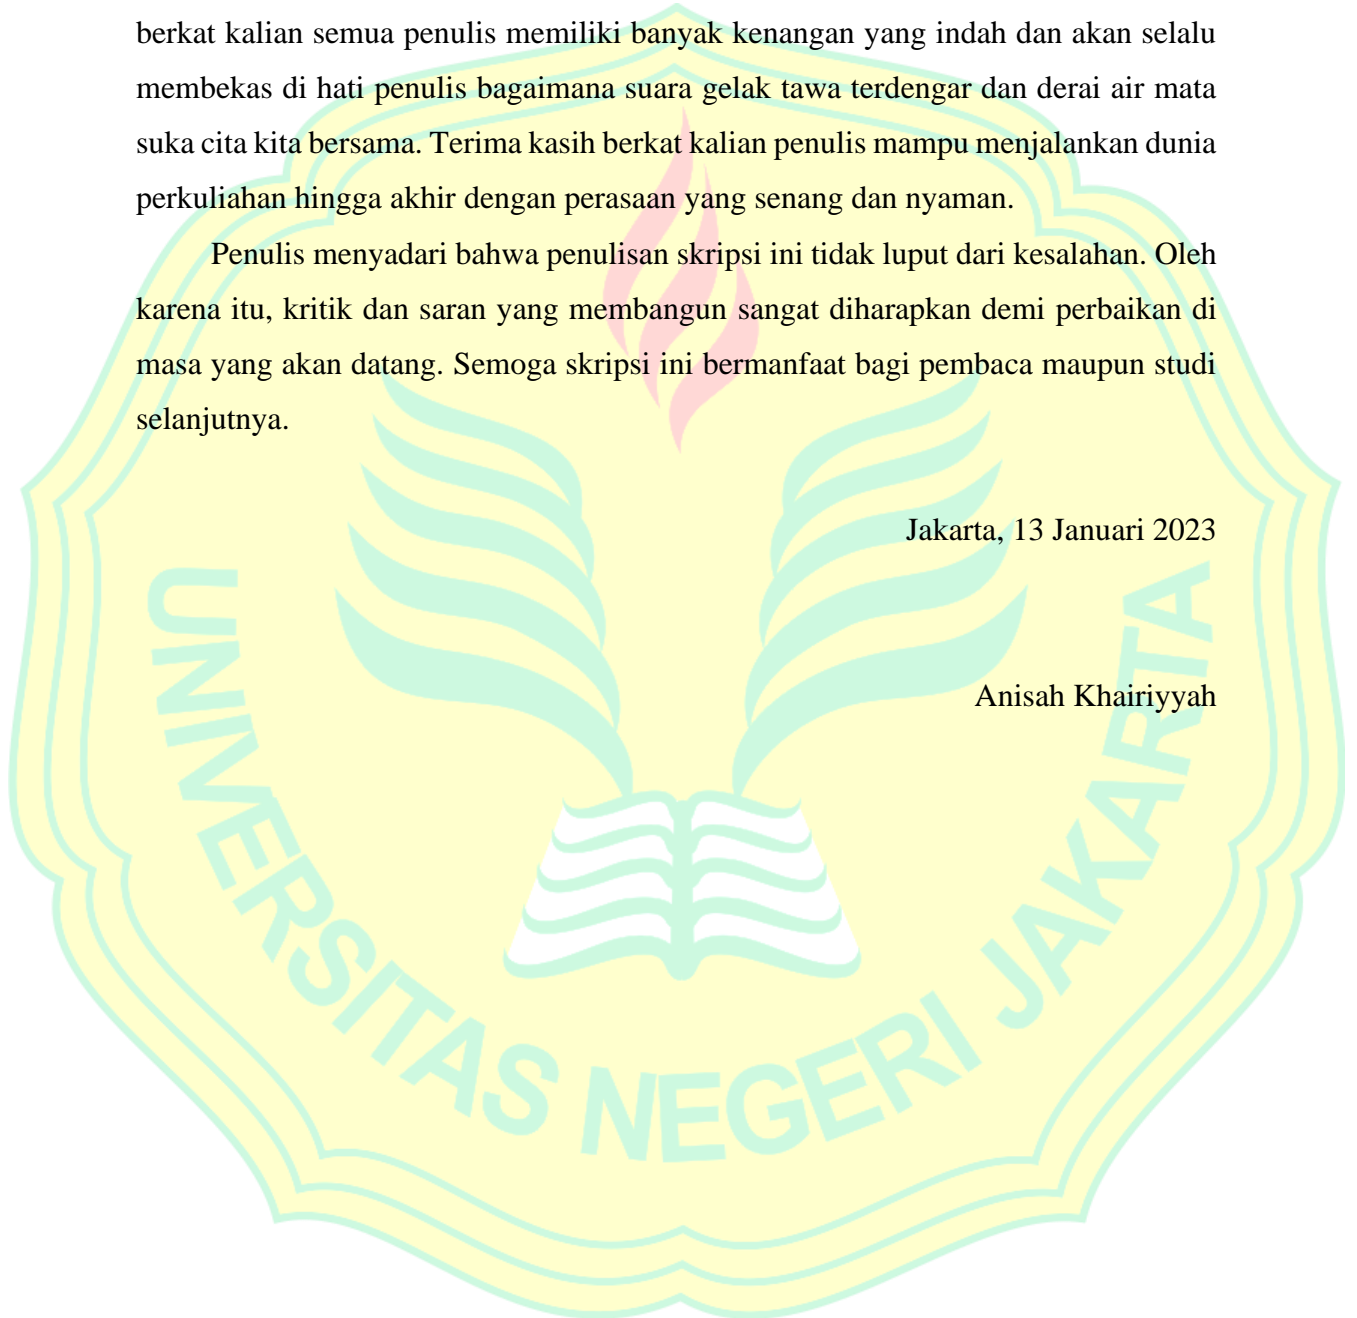 berkat kalian semua penulis memiliki banyak kenangan yang indah dan akan selalu
membekas di hati penulis bagaimana suara gelak tawa terdengar dan derai air mata
suka cita kita bersama. Terima kasih berkat kalian penulis mampu menjalankan dunia
perkuliahan hingga akhir dengan perasaan yang senang dan nyaman.
Penulis menyadari bahwa penulisan skripsi ini tidak luput dari kesalahan. Oleh
karena itu, kritik dan saran yang membangun sangat diharapkan demi perbaikan di
masa yang akan datang. Semoga skripsi ini bermanfaat bagi pembaca maupun studi
selanjutnya.
Jakarta, 13 Januari 2023
Anisah Khairiyyah
UNIVERSITAS NEGERI JAKARTA